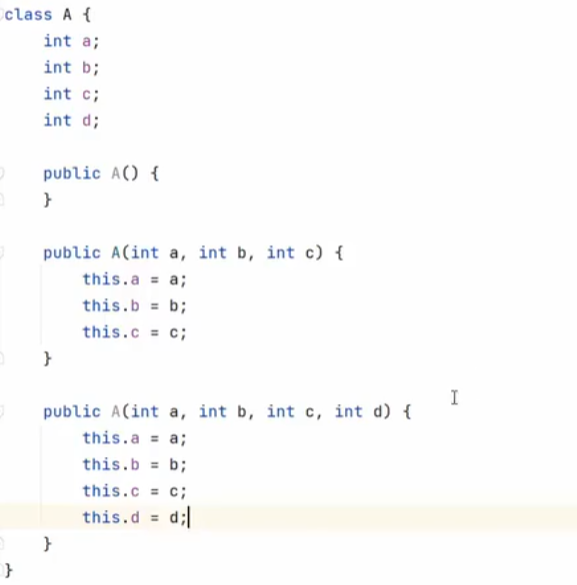 class A {
    int a;
    int b;
    int c;
    int d;

    public A() {
    }

    public A(int a, int b, int c) {
        this.a = a;
        this.b = b;
        this.c = c;
    }

    public A(int a, int b, int c, int d) {
        this.a = a;
        this.b = b;
        this.c = c;
        this.d = d;
    }
}